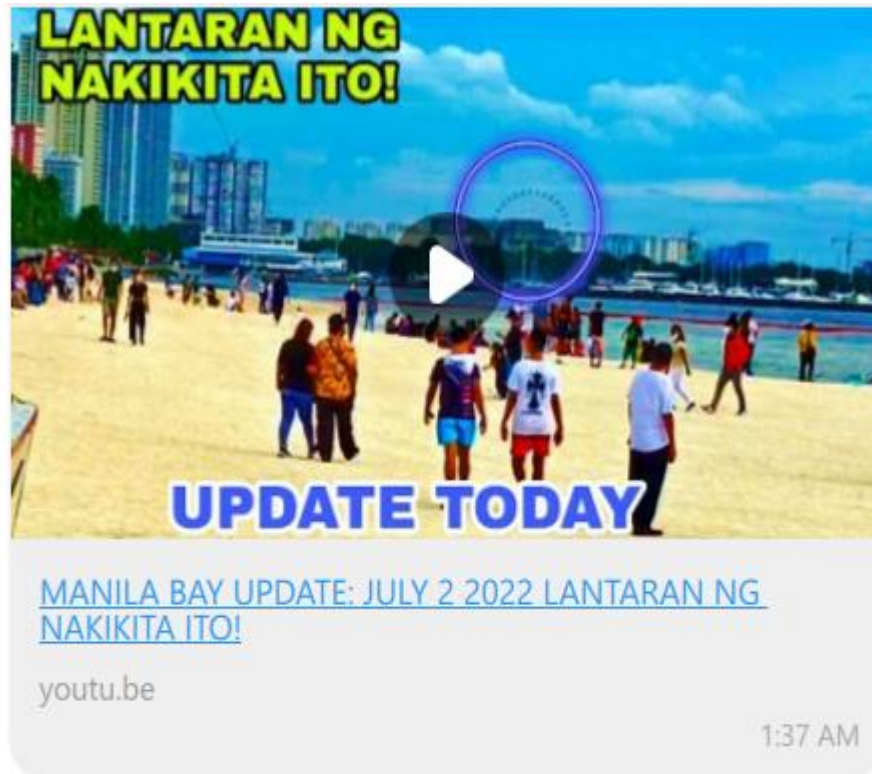 LANTARAN NG
NAKIKITA ITO!
UPDATE TODAY
MANILA BAY UPDATE: JULY 2 2022 LANTARAN NG
NAKIKITA ITO!
youtu.be
1:37 AM